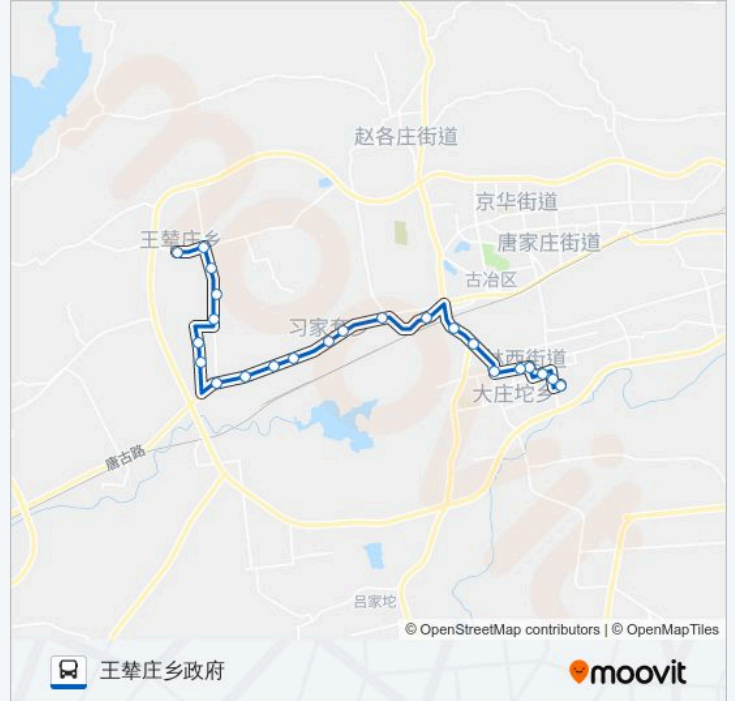 赵各庄街道
京华街道
王辇庄乡
唐家庄街道
古冶区
习家套乡
林西街道
大庄坨乡
唐古路
吕家坨
© OpenStreetMap contributors | © OpenMapTiles
王辇庄乡政府
moovit